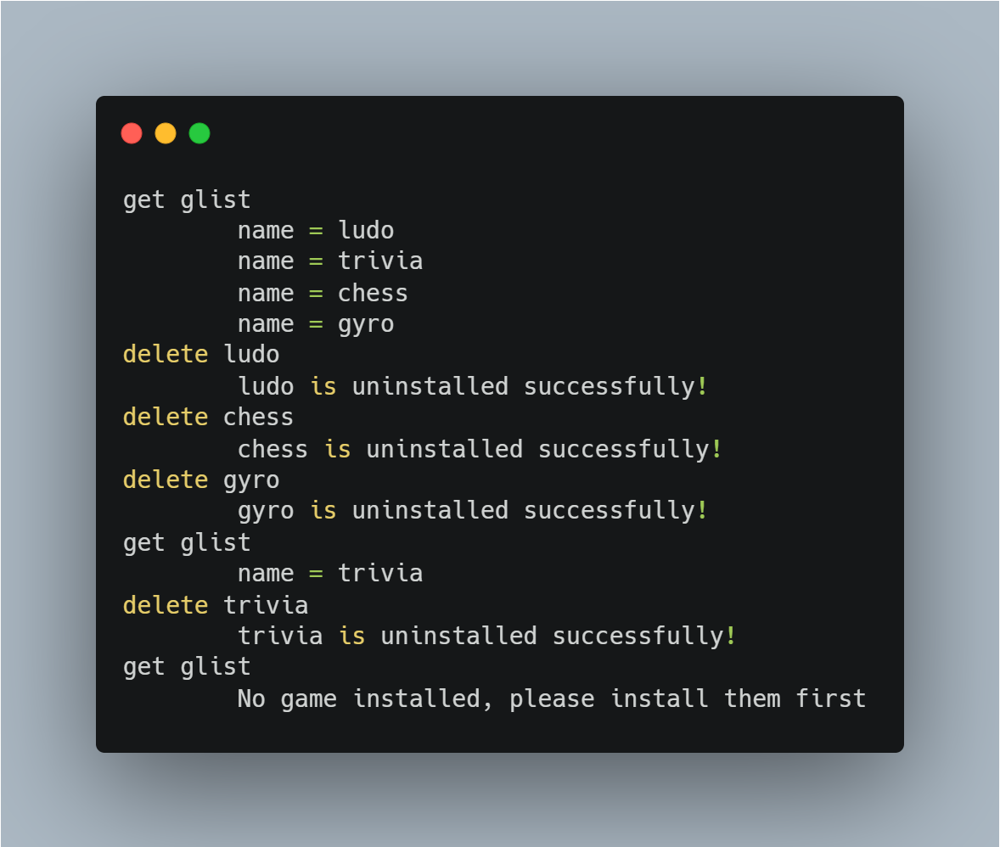 get glist
        name = ludo
        name = trivia
        name = chess
        name = gyro
delete ludo
        ludo is uninstalled successfully!
delete chess
        chess is uninstalled successfully!
delete gyro
        gyro is uninstalled successfully!
get glist
        name = trivia
delete trivia
        trivia is uninstalled successfully!
get glist
        No game installed, please install them first